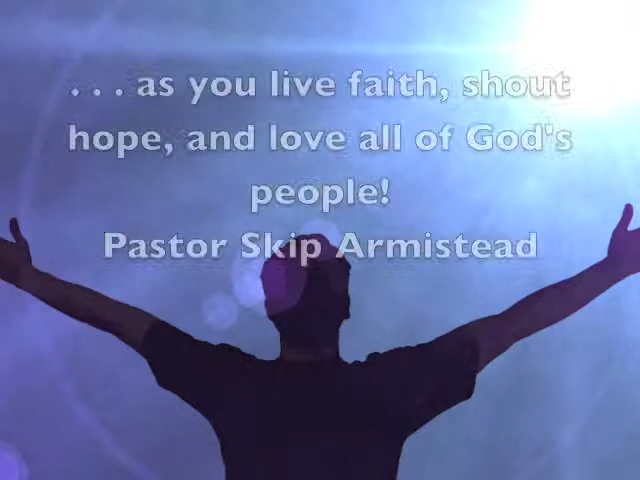 . . . as you live faith, shout
hope, and love all of God's
people!
Pastor Skip Armistead